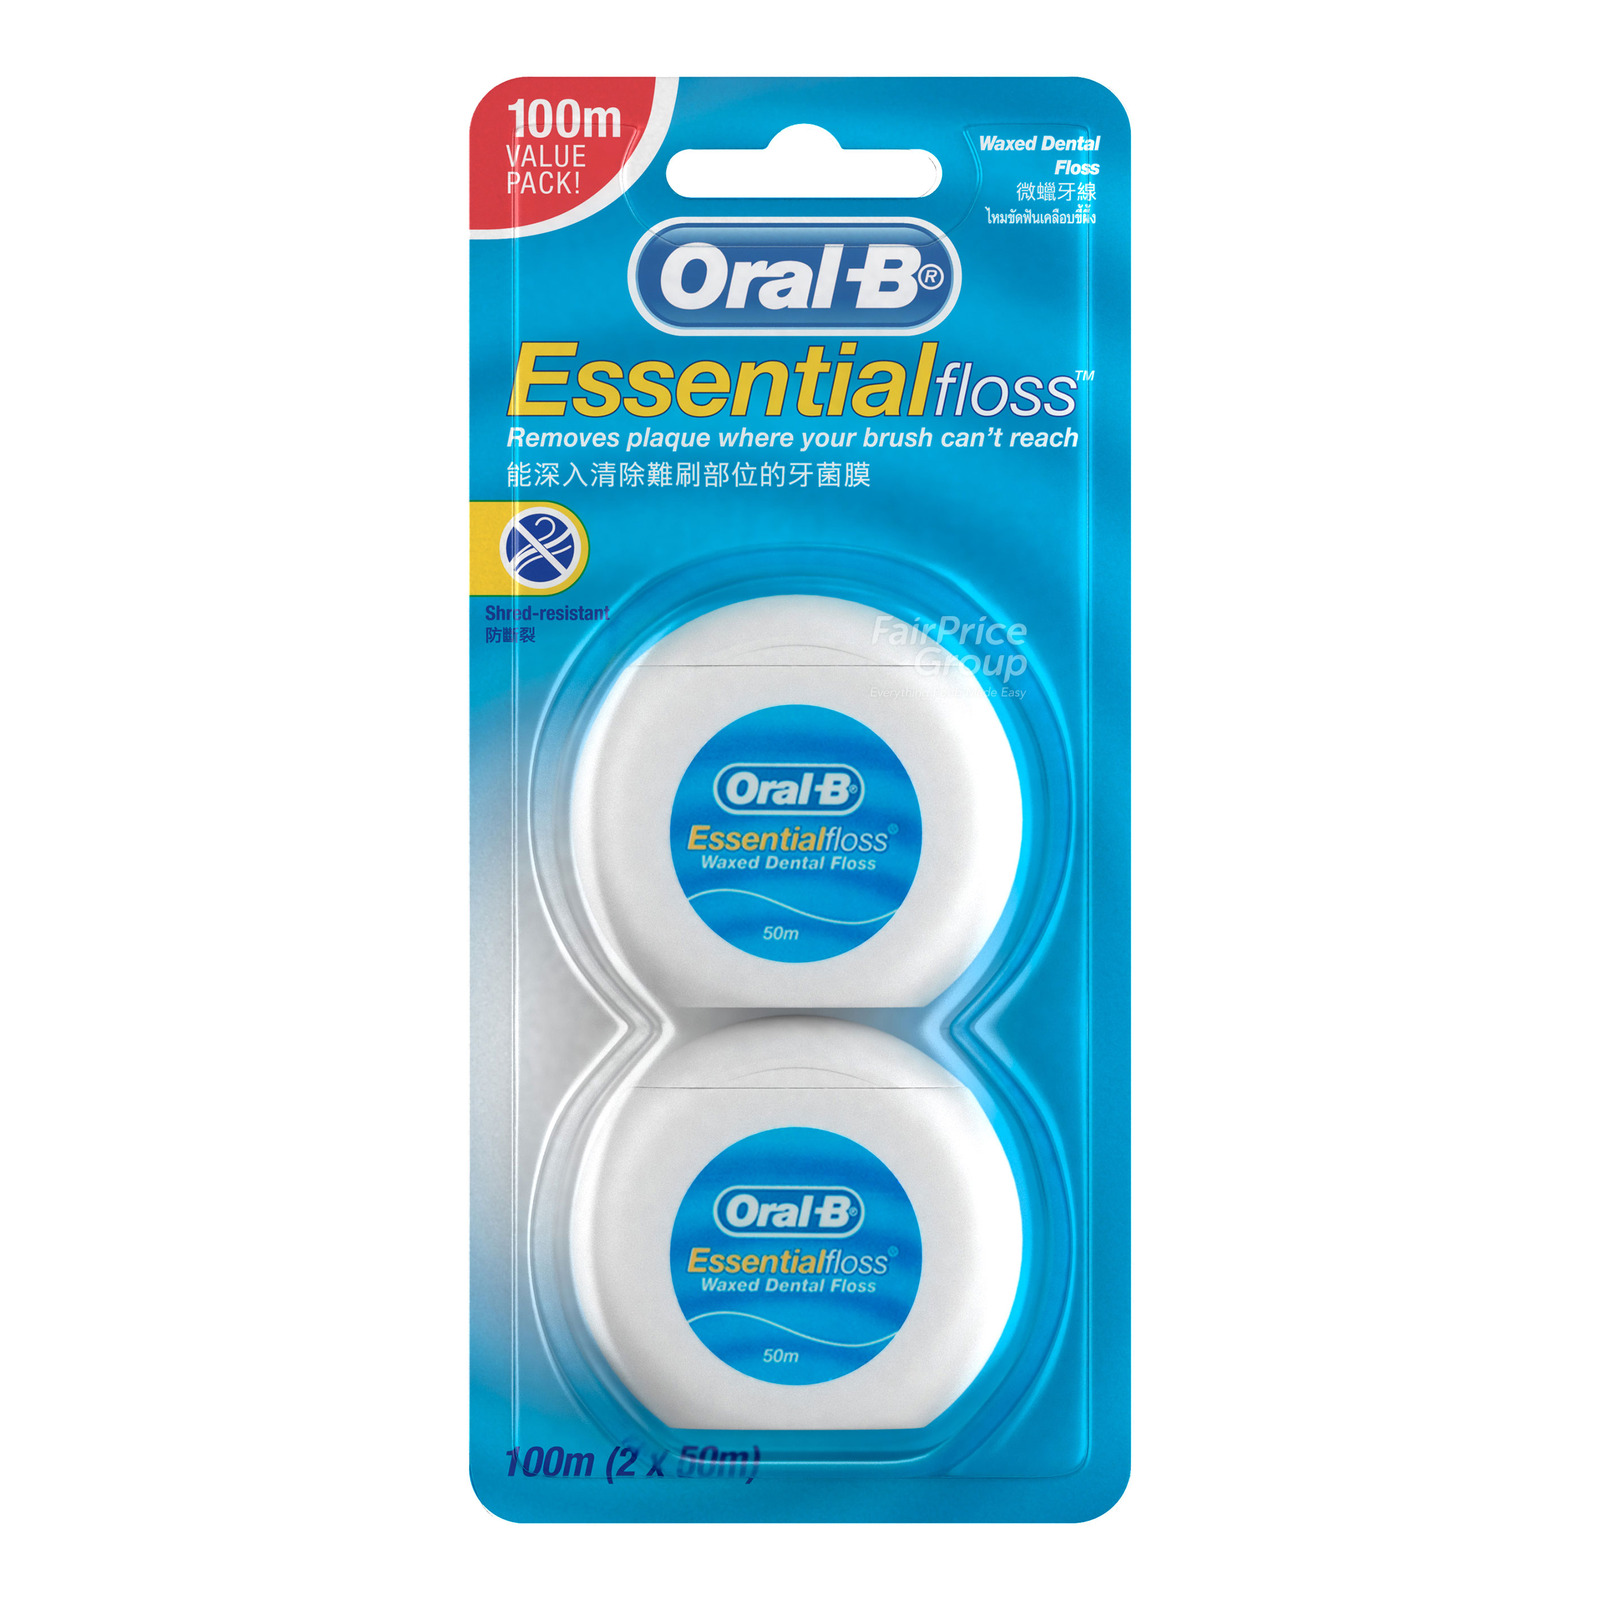 100m
VALUE
PACK!
Waxed Dental
Floss
微蠟牙線
ไหมขัดฟันเคลือบขี้ผึ้ง
Oral-B®
Essentialfloss™
Removes plaque where your brush can't reach
能深入清除難刷部位的牙菌膜
Shred-resistant
防斷裂
FairPrice
Group
Oral-B®
Essentialfloss®
Waxed Dental Floss
50m
Oral-B®
Essentialfloss®
Waxed Dental Floss
50m
100m (2 x 50m)